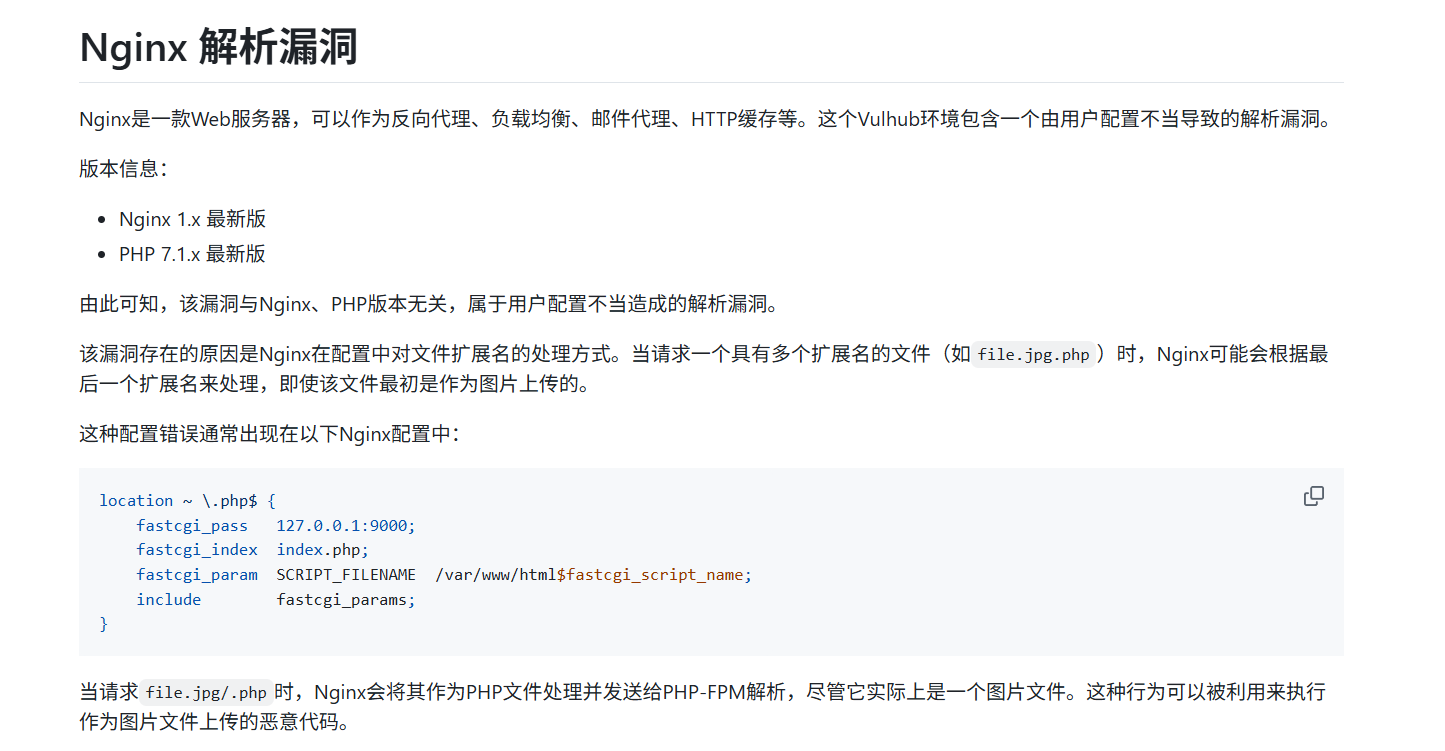 Nginx 解析漏洞
Nginx是一款Web服务器，可以作为反向代理、负载均衡、邮件代理、HTTP缓存等。这个Vulhub环境包含一个由用户配置不当导致的解析漏洞。
版本信息：
• Nginx 1.x 最新版
• PHP 7.1.x 最新版
由此可知，该漏洞与Nginx、PHP版本无关，属于用户配置不当造成的解析漏洞。
该漏洞存在的原因是Nginx在配置中对文件扩展名的处理方式。当请求一个具有多个扩展名的文件（如 file.jpg.php ）时，Nginx可能会根据最
后一个扩展名来处理，即使该文件最初是作为图片上传的。
这种配置错误通常出现在以下Nginx配置中：
location ~ \.php$ {
    fastcgi_pass   127.0.0.1:9000;
    fastcgi_index  index.php;
    fastcgi_param  SCRIPT_FILENAME  /var/www/html$fastcgi_script_name;
    include        fastcgi_params;
}
当请求 file.jpg/.php 时，Nginx会将其作为PHP文件处理并发送给PHP-FPM解析，尽管它实际上是一个图片文件。这种行为可以被利用来执行
作为图片文件上传的恶意代码。